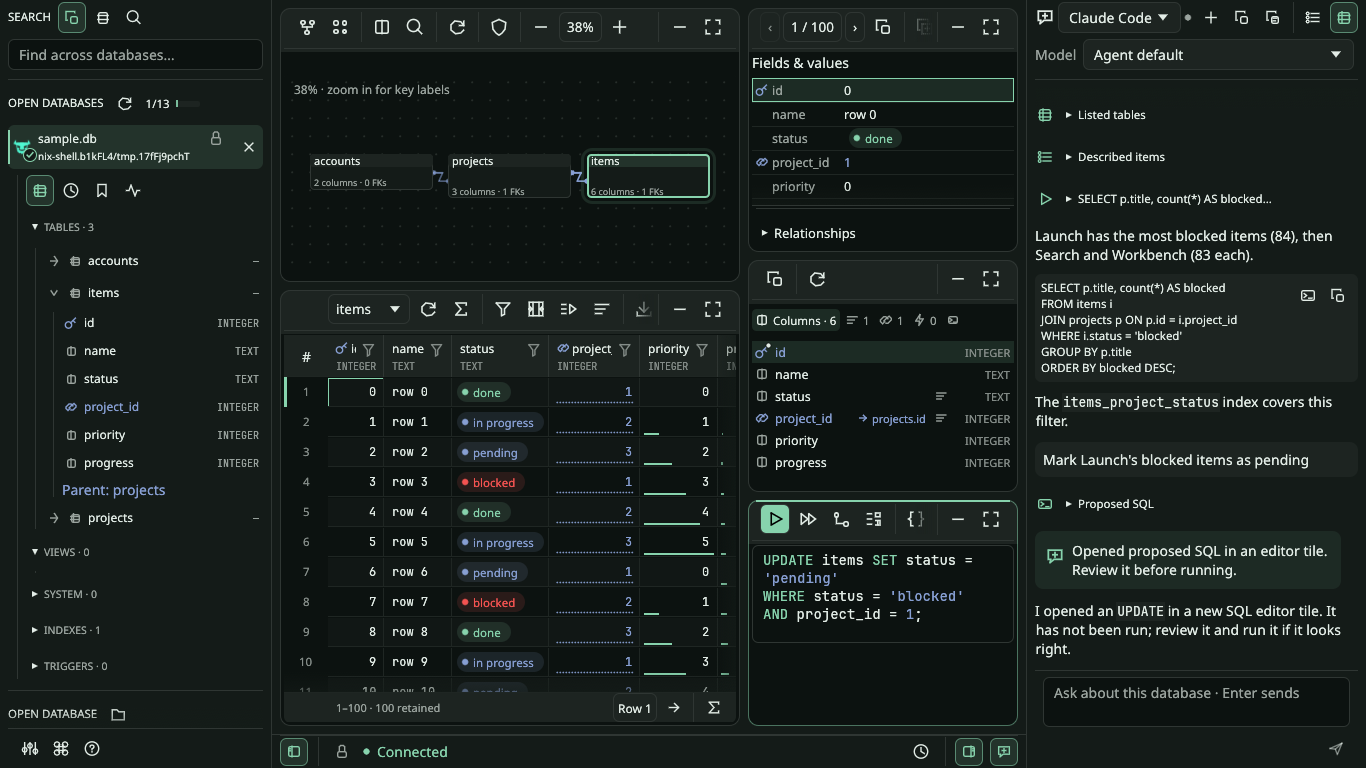 SEARCH
Find across databases...
OPEN DATABASES
1/13
sample.db
nix-shell.b1kFL4/tmp.17fFj9pchT
TABLES · 3
accounts –
items –
id INTEGER
name TEXT
status TEXT
project_id INTEGER
priority INTEGER
progress INTEGER
Parent: projects
projects –
VIEWS · 0
SYSTEM · 0
INDEXES · 1
TRIGGERS · 0
OPEN DATABASE
38%
38% · zoom in for key labels
accounts
2 columns · 0 FKs
projects
3 columns · 1 FKs
items
6 columns · 1 FKs
items
# name status project priority
INTEGER TEXT TEXT INTEGER INTEGER
1 0 row 0 done 1 0
2 1 row 1 in progress 2 1
3 2 row 2 pending 3 2
4 3 row 3 blocked 1 3
5 4 row 4 done 2 4
6 5 row 5 in progress 3 5
7 6 row 6 pending 1 0
8 7 row 7 blocked 2 1
9 8 row 8 done 3 2
10 9 row 9 in progress 1 3
11 10 row 10 pending 2 4
1–100 · 100 retained
Row 1
Connected
1 / 100
Fields & values
id 0
name row 0
status done
project_id 1
priority 0
Relationships
Columns · 6
1
1
0
id INTEGER
name TEXT
status TEXT
project_id → projects.id INTEGER
priority INTEGER
progress INTEGER
UPDATE items SET status =
'pending'
WHERE status = 'blocked'
AND project_id = 1;
Claude Code
Model Agent default
Listed tables
Described items
SELECT p.title, count(*) AS blocked...
Launch has the most blocked items (84), then
Search and Workbench (83 each).
SELECT p.title, count(*) AS blocked
FROM items i
JOIN projects p ON p.id = i.project_id
WHERE i.status = 'blocked'
GROUP BY p.title
ORDER BY blocked DESC;
The items_project_status index covers this
filter.
Mark Launch's blocked items as pending
Proposed SQL
Opened proposed SQL in an editor tile.
Review it before running.
I opened an UPDATE in a new SQL editor tile. It
has not been run; review it and run it if it looks
right.
Ask about this database · Enter sends